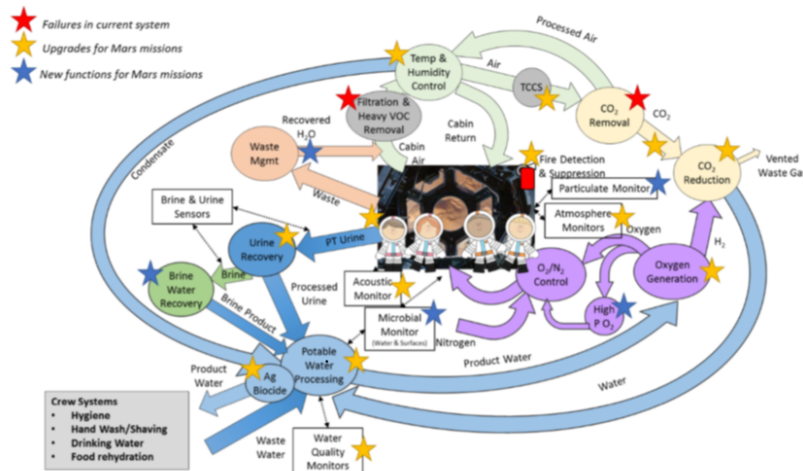 Failures in current system
Upgrades for Mars missions
New functions for Mars missions
Processed Air
Temp &
Humidity
Control
Air
TCCS
CO2
Removal
CO2
Filtration &
Heavy VOC
Removal
Recovered
H2O
Cabin
Return
Cabin
Air
Waste
Mgmt
Waste
Condensate
Fire Detection
& Suppression
Particulate Monitor
Atmosphere
Monitors
CO2
Reduction
Vented
Waste Ga
Brine & Urine
Sensors
Urine
Recovery
PT Urine
Brine
Brine
Water
Recovery
Brine Product
Processed
Urine
Acoustic
Monitor
Microbial
Monitor
(Water & Surfaces)
Oxygen
O2/N2
Control
Oxygen
Generation
H2
High
P O2
Nitrogen
Potable
Water
Processing
Ag
Biocide
Product
Water
Product Water
Water
Waste
Water
Water
Quality
Monitors
Crew Systems
• Hygiene
• Hand Wash/Shaving
• Drinking Water
• Food rehydration